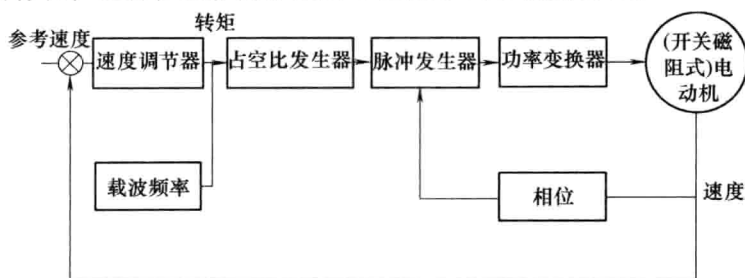 转矩
参考速度
速度调节器
占空比发生器
脉冲发生器
功率变换器
(开关磁
阻式)电
动机
载波频率
相位
速度